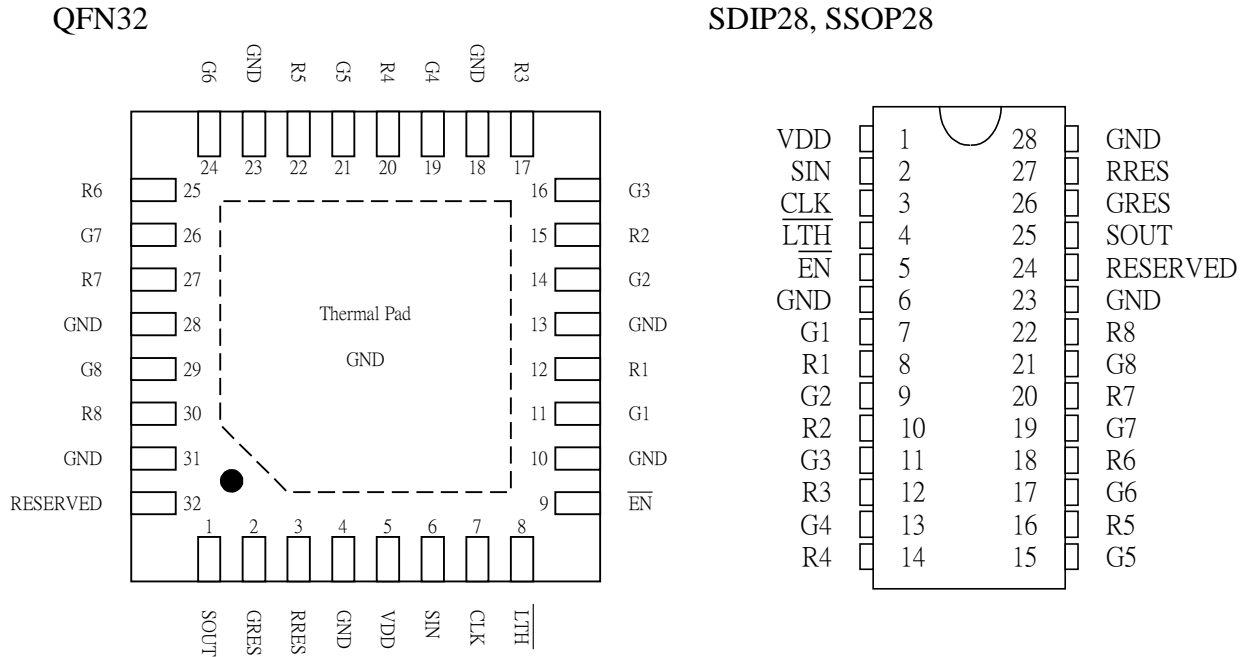 QFN32
SDIP28, SSOP28
G6 GND R5 G5 R4 G4 GND R3
24 23 22 21 20 19 18 17
R6 25
G7 26
R7 27
GND 28
G8 29
R8 30
GND 31
RESERVED 32
Thermal Pad
GND
16 G3
15 R2
14 G2
13 GND
12 R1
11 G1
10 GND
9 EN
1 2 3 4 5 6 7 8
SOUT GRES RRES GND VDD SIN CLK LTH
VDD 1 28 GND
SIN 2 27 RRES
CLK 3 26 GRES
LTH 4 25 SOUT
EN 5 24 RESERVED
GND 6 23 GND
G1 7 22 R8
R1 8 21 G8
G2 9 20 R7
R2 10 19 G7
G3 11 18 R6
R3 12 17 G6
G4 13 16 R5
R4 14 15 G5